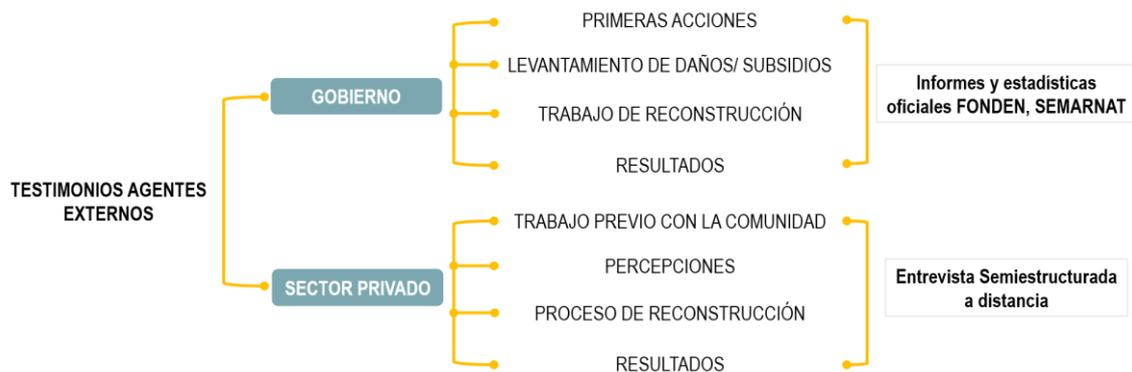 TESTIMONIOS AGENTES
EXTERNOS
GOBIERNO
PRIMERAS ACCIONES
LEVANTAMIENTO DE DAÑOS/ SUBSIDIOS
TRABAJO DE RECONSTRUCCIÓN
RESULTADOS
Informes y estadísticas
oficiales FONDEN, SEMARNAT
SECTOR PRIVADO
TRABAJO PREVIO CON LA COMUNIDAD
PERCEPCIONES
PROCESO DE RECONSTRUCCIÓN
RESULTADOS
Entrevista Semiestructurada
a distancia